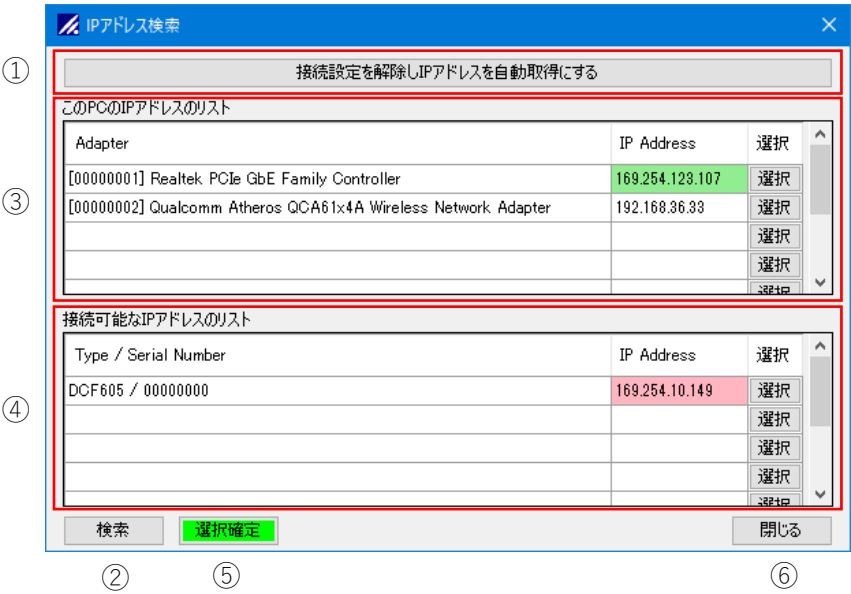 IPアドレス検索
①
接続設定を解除しIPアドレスを自動取得にする
このPCのIPアドレスのリスト
Adapter IP Address 選択
[00000001] Realtek PCIe GbE Family Controller 169.254.123.107 選択
③
[00000002] Qualcomm Atheros QCA61x4A Wireless Network Adapter 192.168.36.33 選択
選択
選択
選択
接続可能なIPアドレスのリスト
Type / Serial Number IP Address 選択
DCF605 / 00000000 169.254.10.149 選択
④
選択
選択
選択
選択
検索 選択確定 閉じる
② ⑤ ⑥